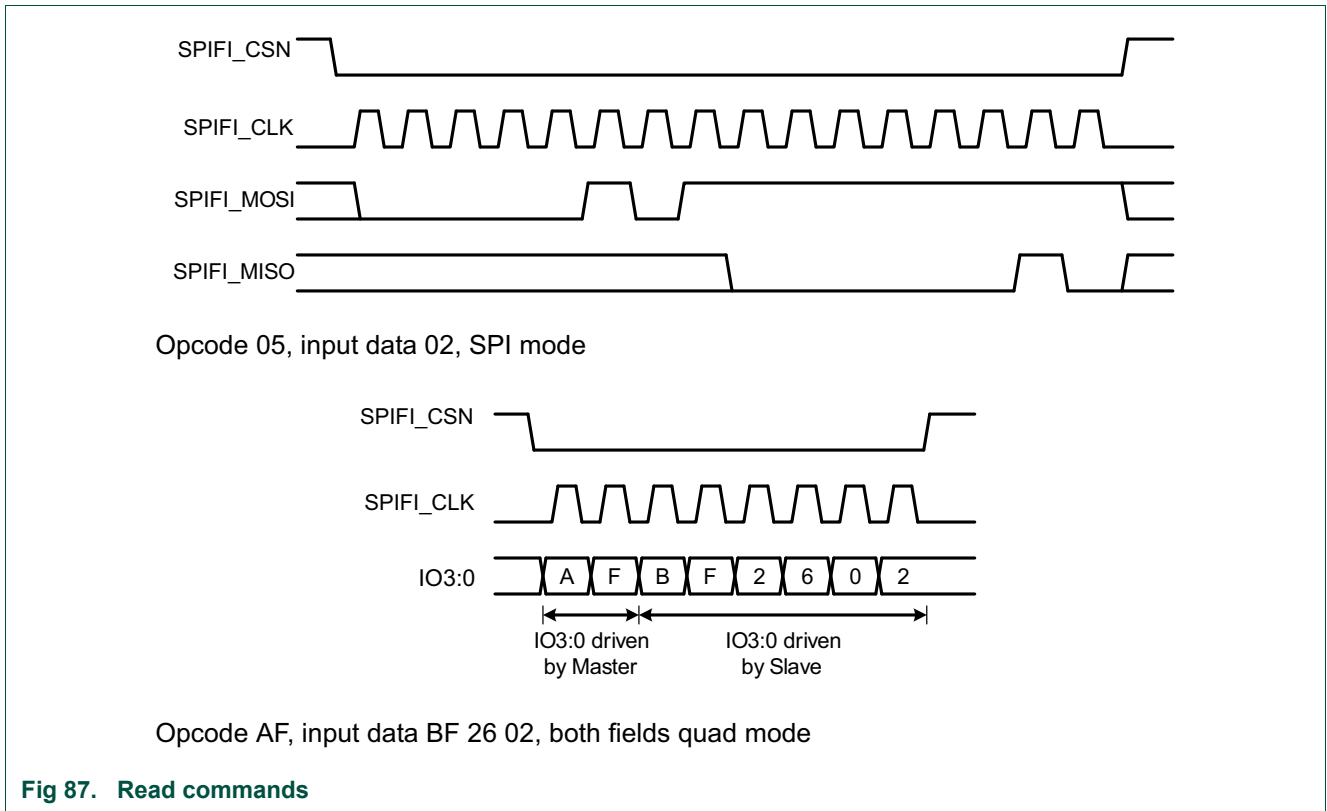 SPIFI_CSN
SPIFI_CLK
SPIFI_MOSI
SPIFI_MISO
Opcode 05, input data 02, SPI mode
SPIFI_CSN
SPIFI_CLK
IO3:0 A F B F 2 6 0 2
IO3:0 driven by Master
IO3:0 driven by Slave
Opcode AF, input data BF 26 02, both fields quad mode
Fig 87. Read commands